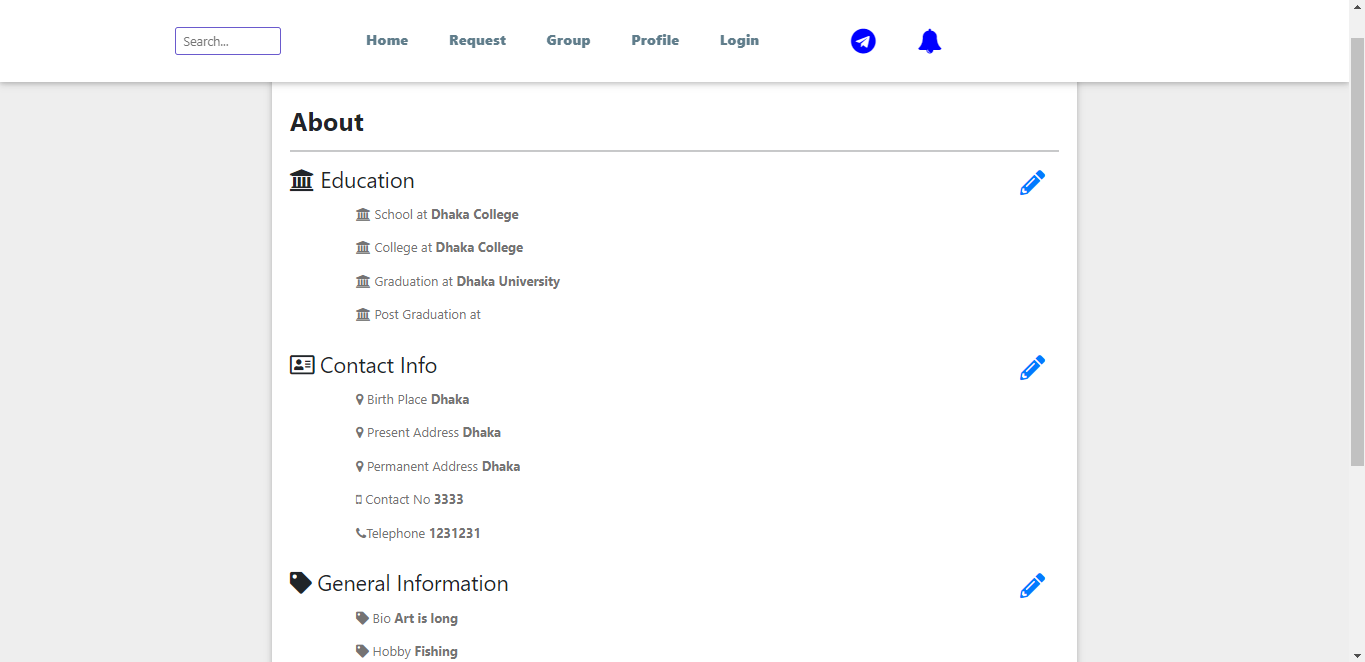 Search... Home Request Group Profile Login
About
Education
School at Dhaka College
College at Dhaka College
Graduation at Dhaka University
Post Graduation at
Contact Info
Birth Place Dhaka
Present Address Dhaka
Permanent Address Dhaka
Contact No 3333
Telephone 1231231
General Information
Bio Art is long
Hobby Fishing